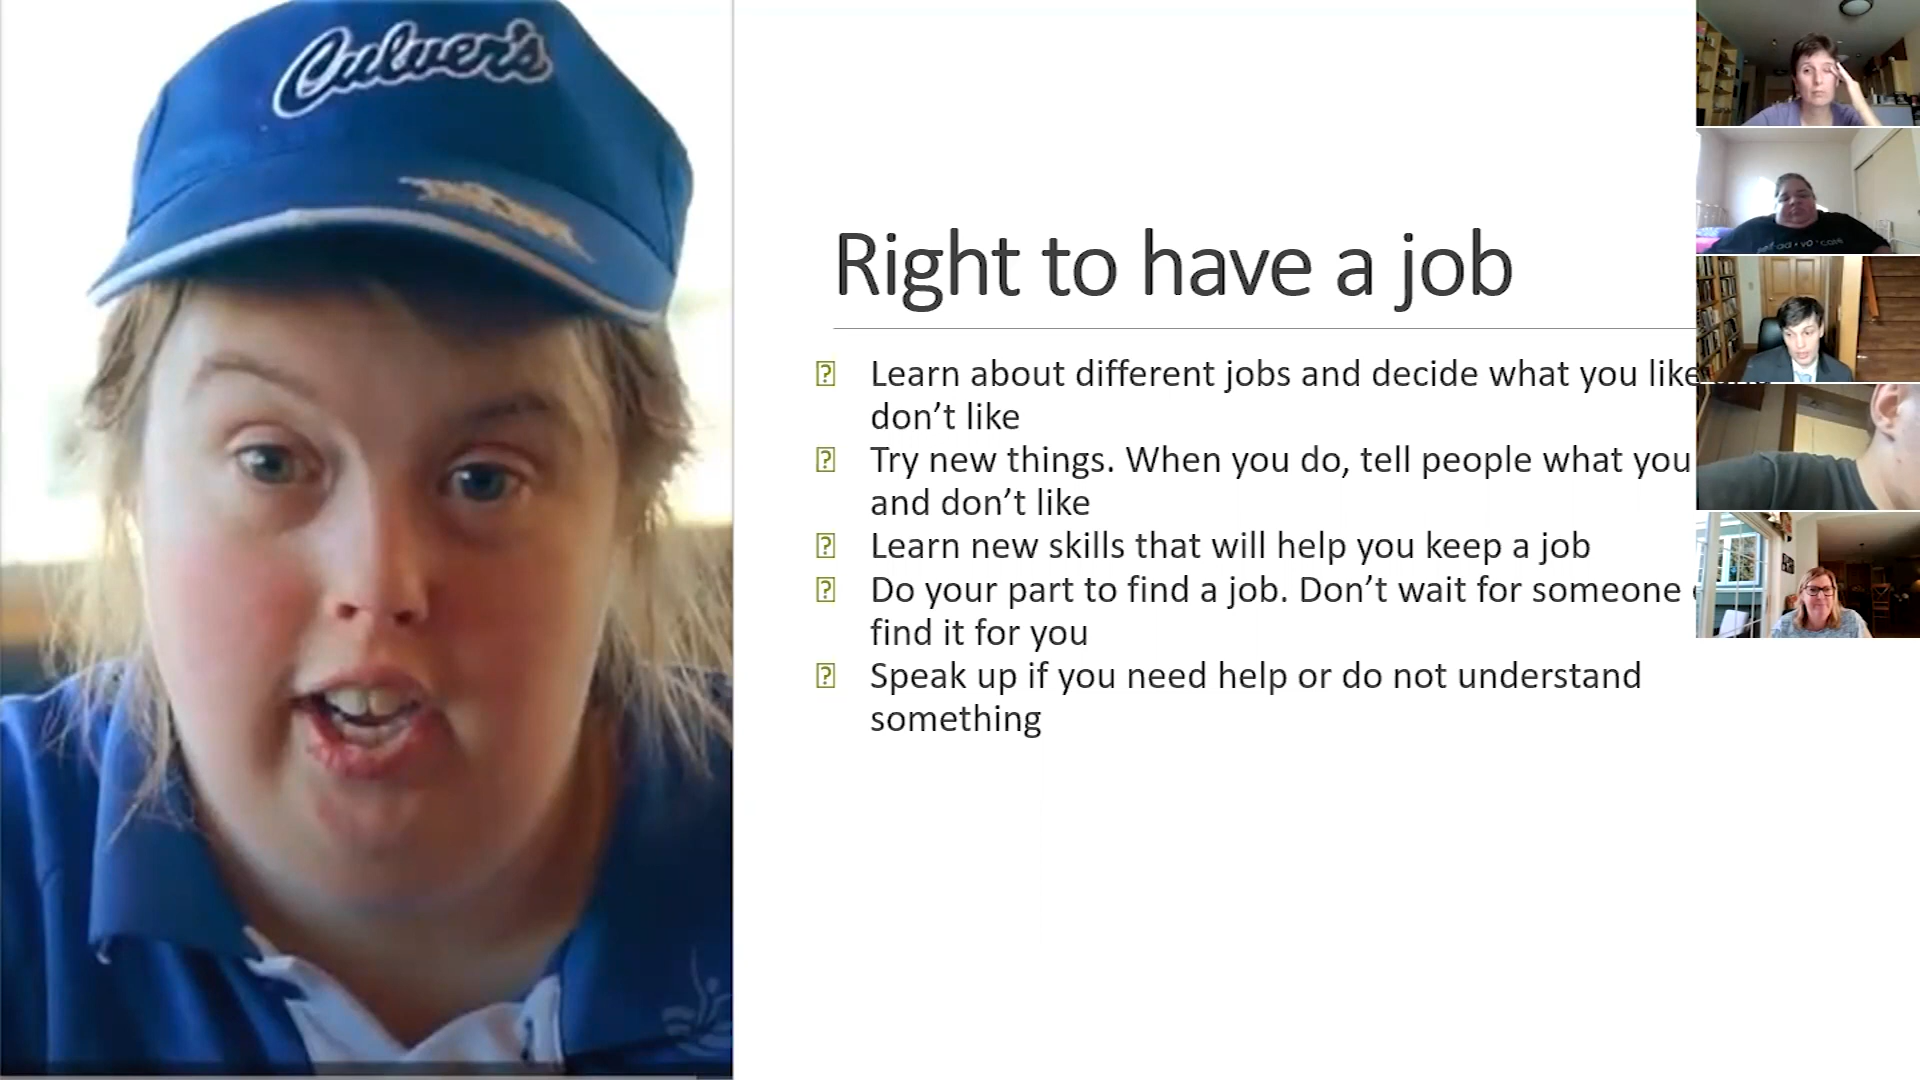 Culver's
Right to have a job
Learn about different jobs and decide what you like
don’t like
Try new things. When you do, tell people what you
and don’t like
Learn new skills that will help you keep a job
Do your part to find a job. Don’t wait for someone
find it for you
Speak up if you need help or do not understand
something